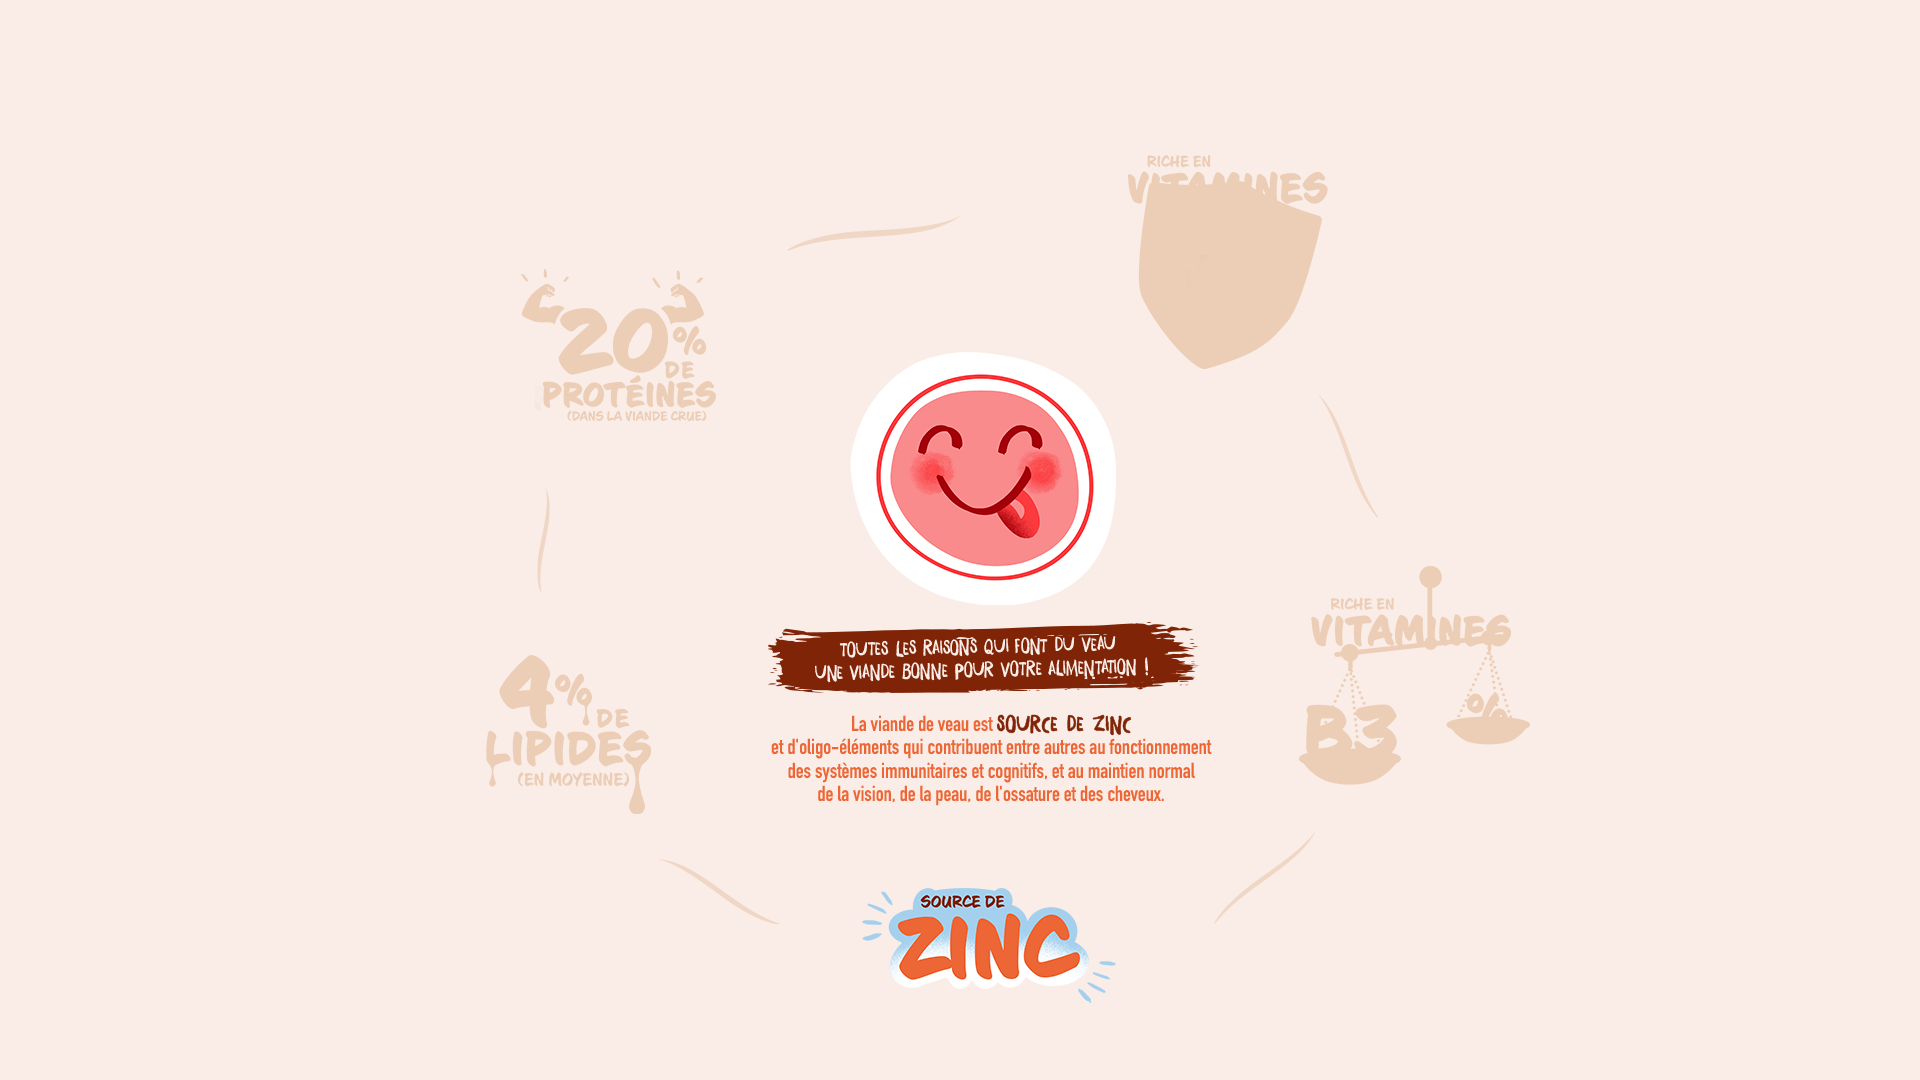 RICHE EN
VITAMINES
20%
DE
PROTÉINES
(DANS LA VIANDE CRUE)
TOUTES LES RAISONS QUI FONT DU VEAU
UNE VIANDE BONNE POUR VOTRE ALIMENTATION !
La viande de veau est SOURCE DE ZINC
et d'oligo-éléments qui contribuent entre autres au fonctionnement
des systèmes immunitaires et cognitifs, et au maintien normal
de la vision, de la peau, de l'ossature et des cheveux.
RICHE EN
VITAMINES
B3
%
4%
DE
LIPIDES
(EN MOYENNE)
SOURCE DE
ZINC